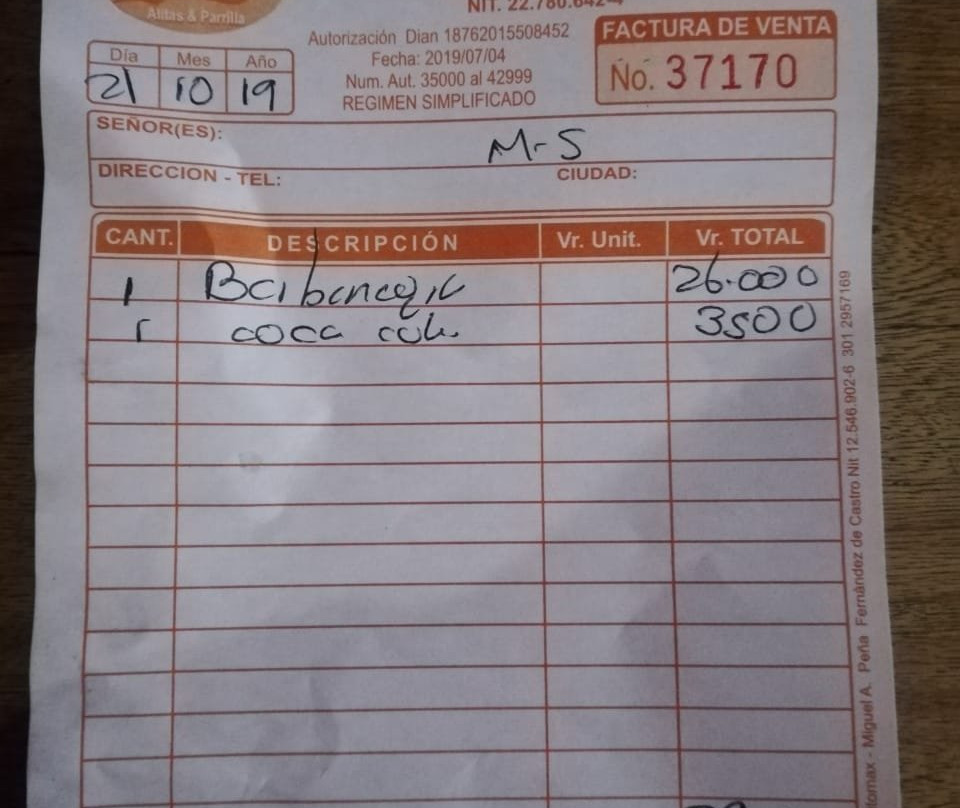 Alitas & Parrilla
NIT. 22.780.642-4
Autorización Dian 18762015508452
Fecha: 2019/07/04
Num. Aut. 35000 al 42999
REGIMEN SIMPLIFICADO
FACTURA DE VENTA
No. 37170
Día Mes Año
21 10 19
SEÑOR(ES):
M-5
DIRECCION - TEL: CIUDAD:
CANT. DESCRIPCIÓN Vr. Unit. Vr. TOTAL
1 26.000
1 coca cola 3500
Miguel A. Peña Fernández de Castro Nit 12.546.902-6 301 2957169